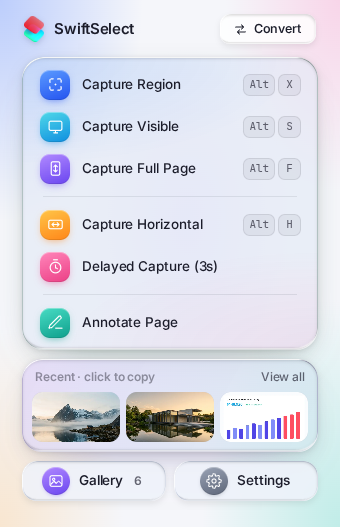 SwiftSelect
Convert
Capture Region Alt X
Capture Visible Alt S
Capture Full Page Alt F
Capture Horizontal Alt H
Delayed Capture (3s)
Annotate Page
Recent · click to copy View all
Gallery 6
Settings